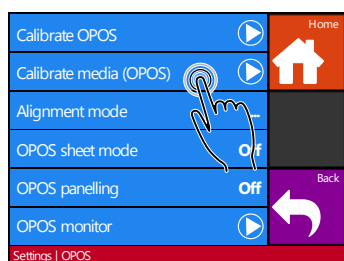 Calibrate OPOS
Home
Calibrate media (OPOS)
Alignment mode ...
OPOS sheet mode Off
OPOS panelling Off
Back
OPOS monitor
Settings | OPOS